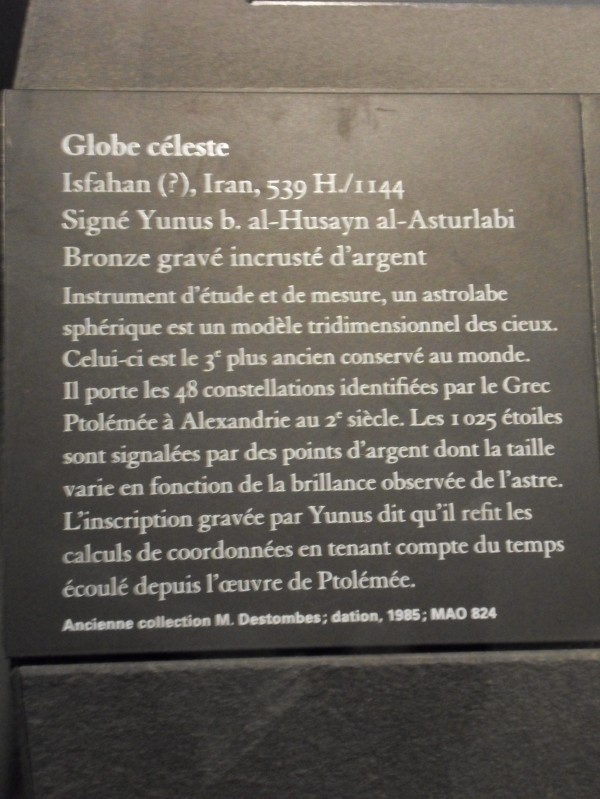 Globe céleste
Isfahan (?), Iran, 539 H./1144
Signé Yunus b. al-Husayn al-Asturlabi
Bronze gravé incrusté d'argent
Instrument d'étude et de mesure, un astrolabe
sphérique est un modèle tridimensionnel des cieux.
Celui-ci est le 3e plus ancien conservé au monde.
Il porte les 48 constellations identifiées par le Grec
Ptolémée à Alexandrie au 2e siècle. Les 1 025 étoiles
sont signalées par des points d'argent dont la taille
varie en fonction de la brillance observée de l'astre.
L'inscription gravée par Yunus dit qu'il refit les
calculs de coordonnées en tenant compte du temps
écoulé depuis l'œuvre de Ptolémée.
Ancienne collection M. Destombes ; dation, 1985 ; MAO 824